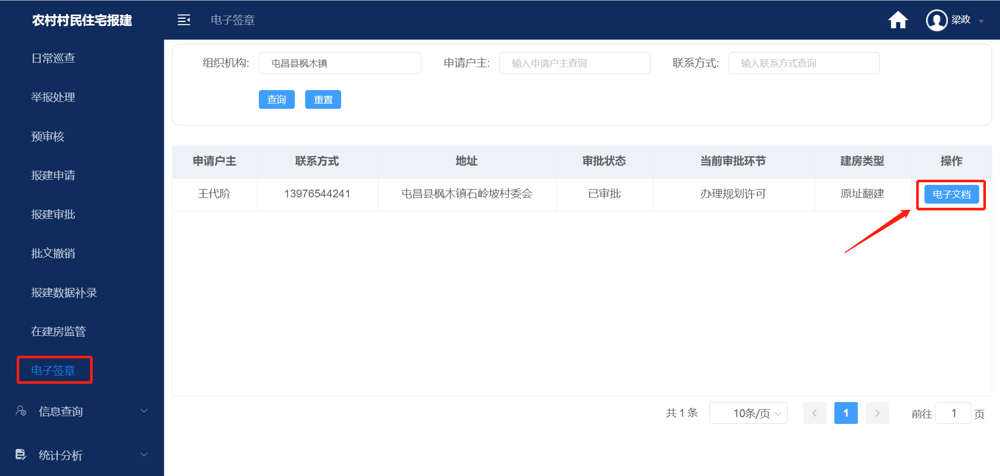 农村村民住宅报建
电子签章
梁政
日常巡查
举报处理
预审核
报建申请
报建审批
批文撤销
报建数据补录
在建房监管
电子签章
信息查询
统计分析
组织机构: 屯昌县枫木镇 申请户主: 输入申请户主查询 联系方式: 输入联系方式查询
查询 重置
申请户主 联系方式 地址 审批状态 当前审批环节 建房类型 操作
王代阶 13976544241 屯昌县枫木镇石岭坡村委会 已审批 办理规划许可 原址翻建 电子文档
共 1 条 10条/页 1 前往 1 页